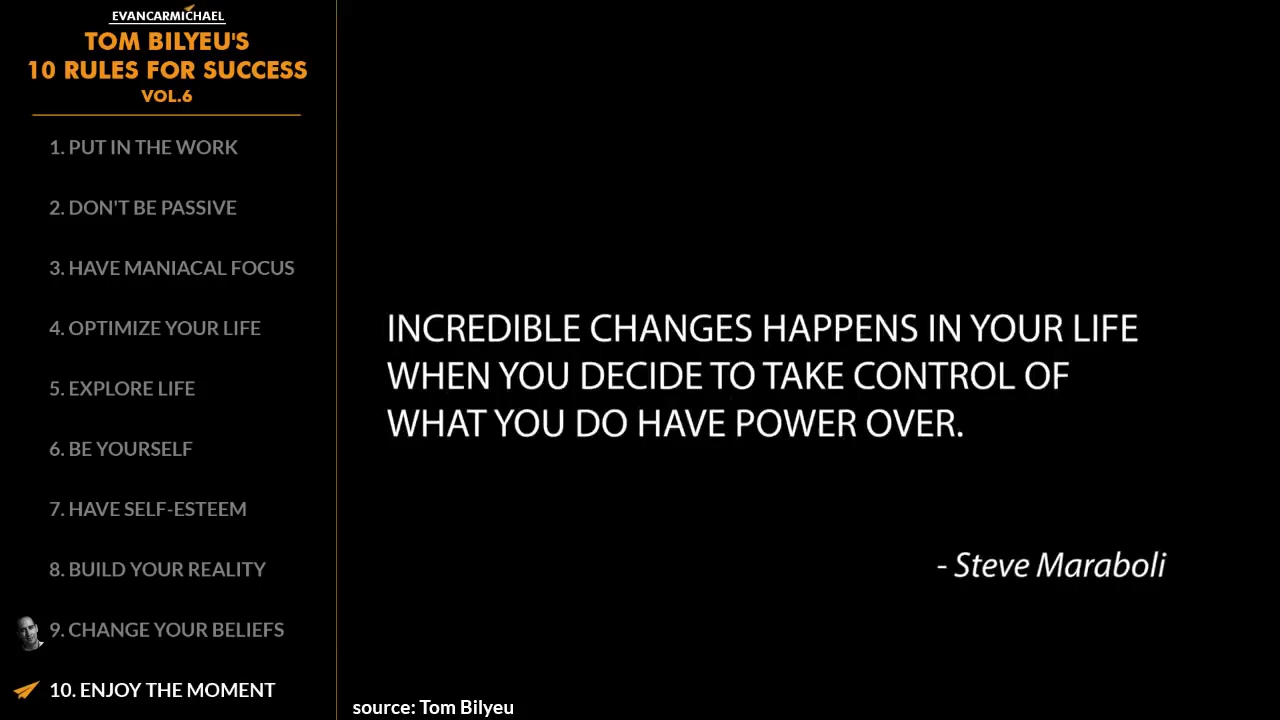 EVANCARMICHAEL
TOM BILYEU'S
10 RULES FOR SUCCESS
VOL.6
1. PUT IN THE WORK
2. DON'T BE PASSIVE
3. HAVE MANIACAL FOCUS
4. OPTIMIZE YOUR LIFE
5. EXPLORE LIFE
6. BE YOURSELF
7. HAVE SELF-ESTEEM
8. BUILD YOUR REALITY
9. CHANGE YOUR BELIEFS
10. ENJOY THE MOMENT
INCREDIBLE CHANGES HAPPENS IN YOUR LIFE
WHEN YOU DECIDE TO TAKE CONTROL OF
WHAT YOU DO HAVE POWER OVER.
- Steve Maraboli
source: Tom Bilyeu